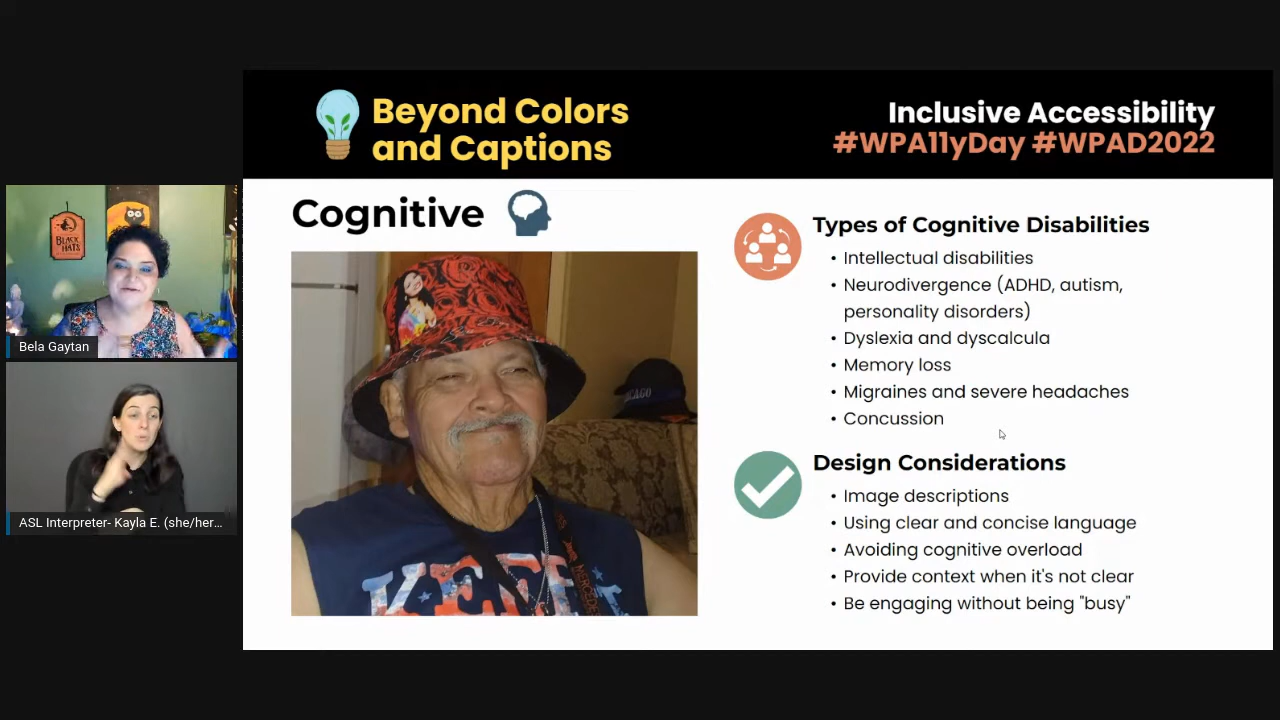 Beyond Colors
and Captions
Inclusive Accessibility
#WPA11yDay #WPAD2022
Cognitive
BLACK
HATS
Bela Gaytan
ASL Interpreter- Kayla E. (she/her...
CHICAGO
MERCEDES
Types of Cognitive Disabilities
• Intellectual disabilities
• Neurodivergence (ADHD, autism,
personality disorders)
• Dyslexia and dyscalcula
• Memory loss
• Migraines and severe headaches
• Concussion
Design Considerations
• Image descriptions
• Using clear and concise language
• Avoiding cognitive overload
• Provide context when it's not clear
• Be engaging without being "busy"